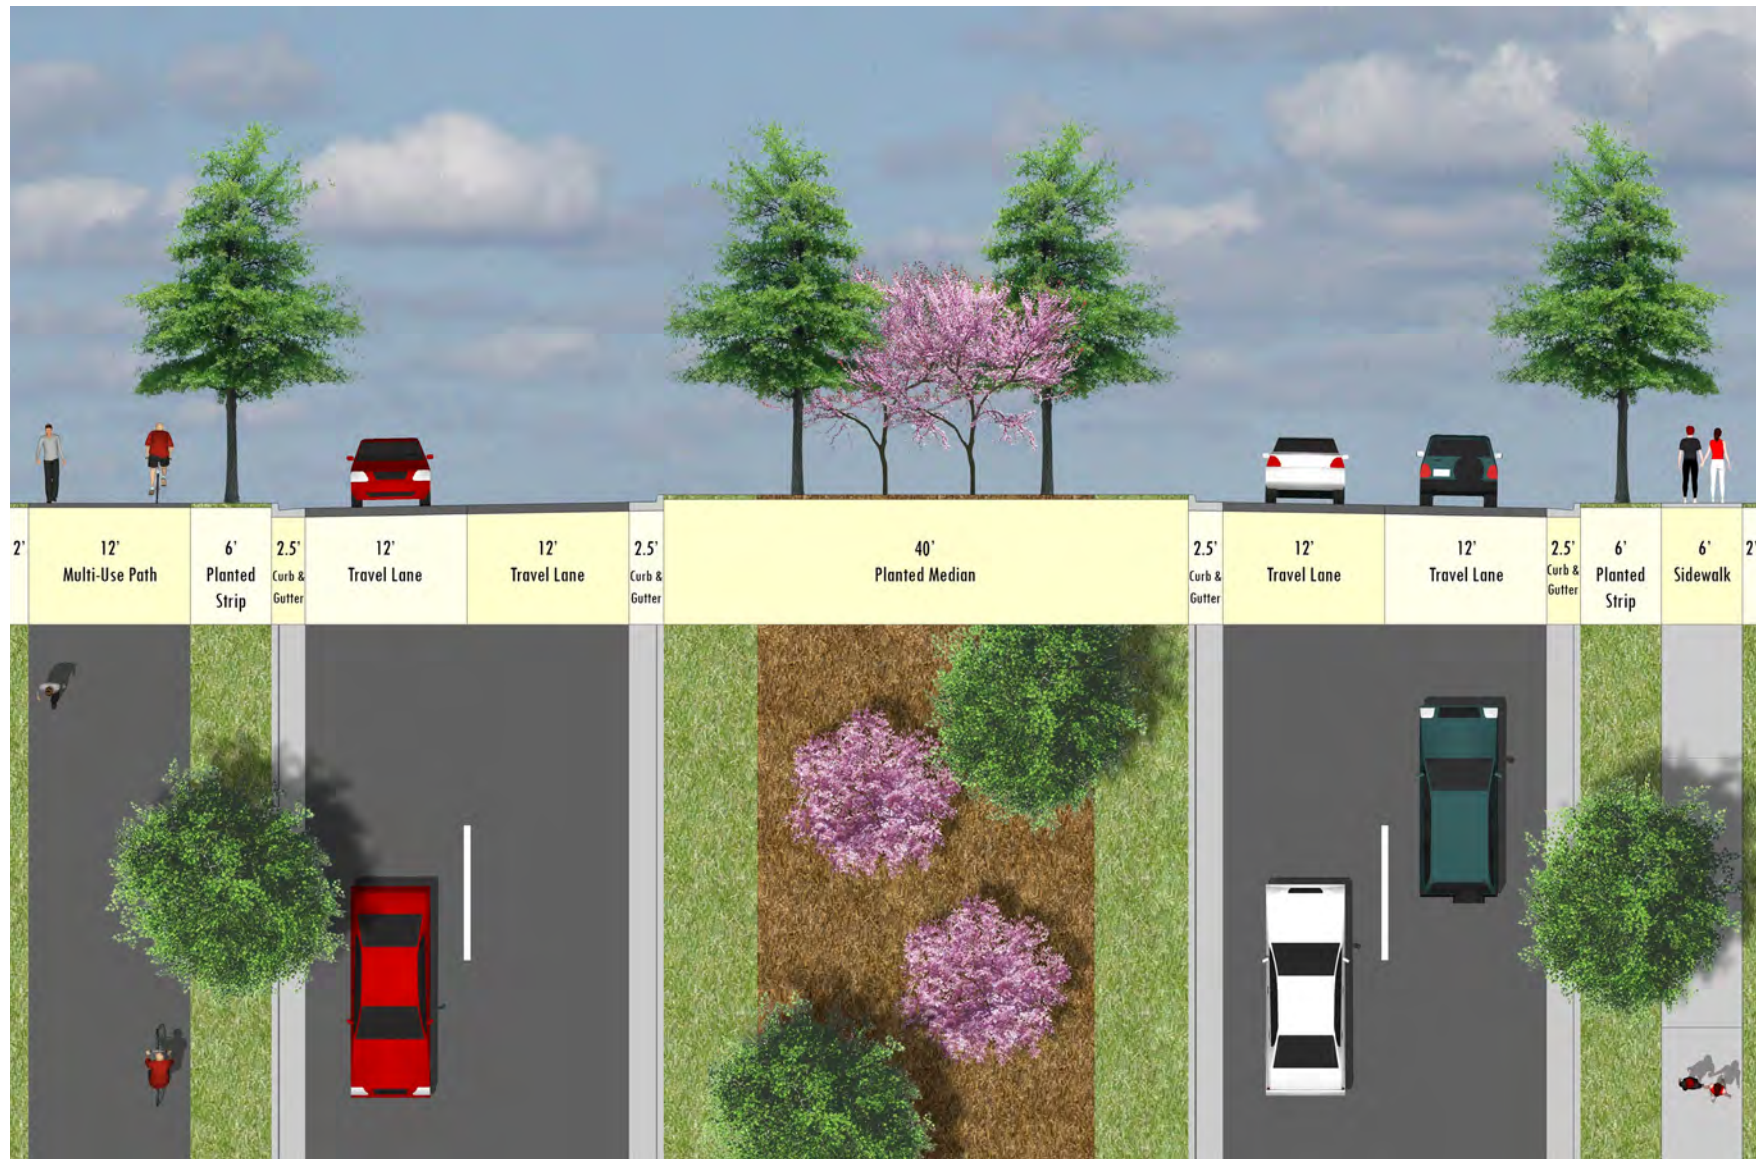 2'
12'
Multi-Use Path
6'
Planted
Strip
2.5'
Curb &
Gutter
12'
Travel Lane
12'
Travel Lane
2.5'
Curb &
Gutter
40'
Planted Median
2.5'
Curb &
Gutter
12'
Travel Lane
12'
Travel Lane
2.5'
Curb &
Gutter
6'
Planted
Strip
6'
Sidewalk
2'